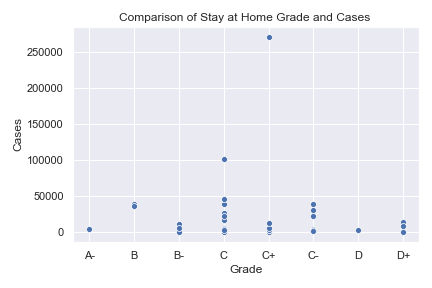 Comparison of Stay at Home Grade and Cases
250000
200000
150000
100000
50000
0
Cases
A- B B- C C+ C- D D+
Grade